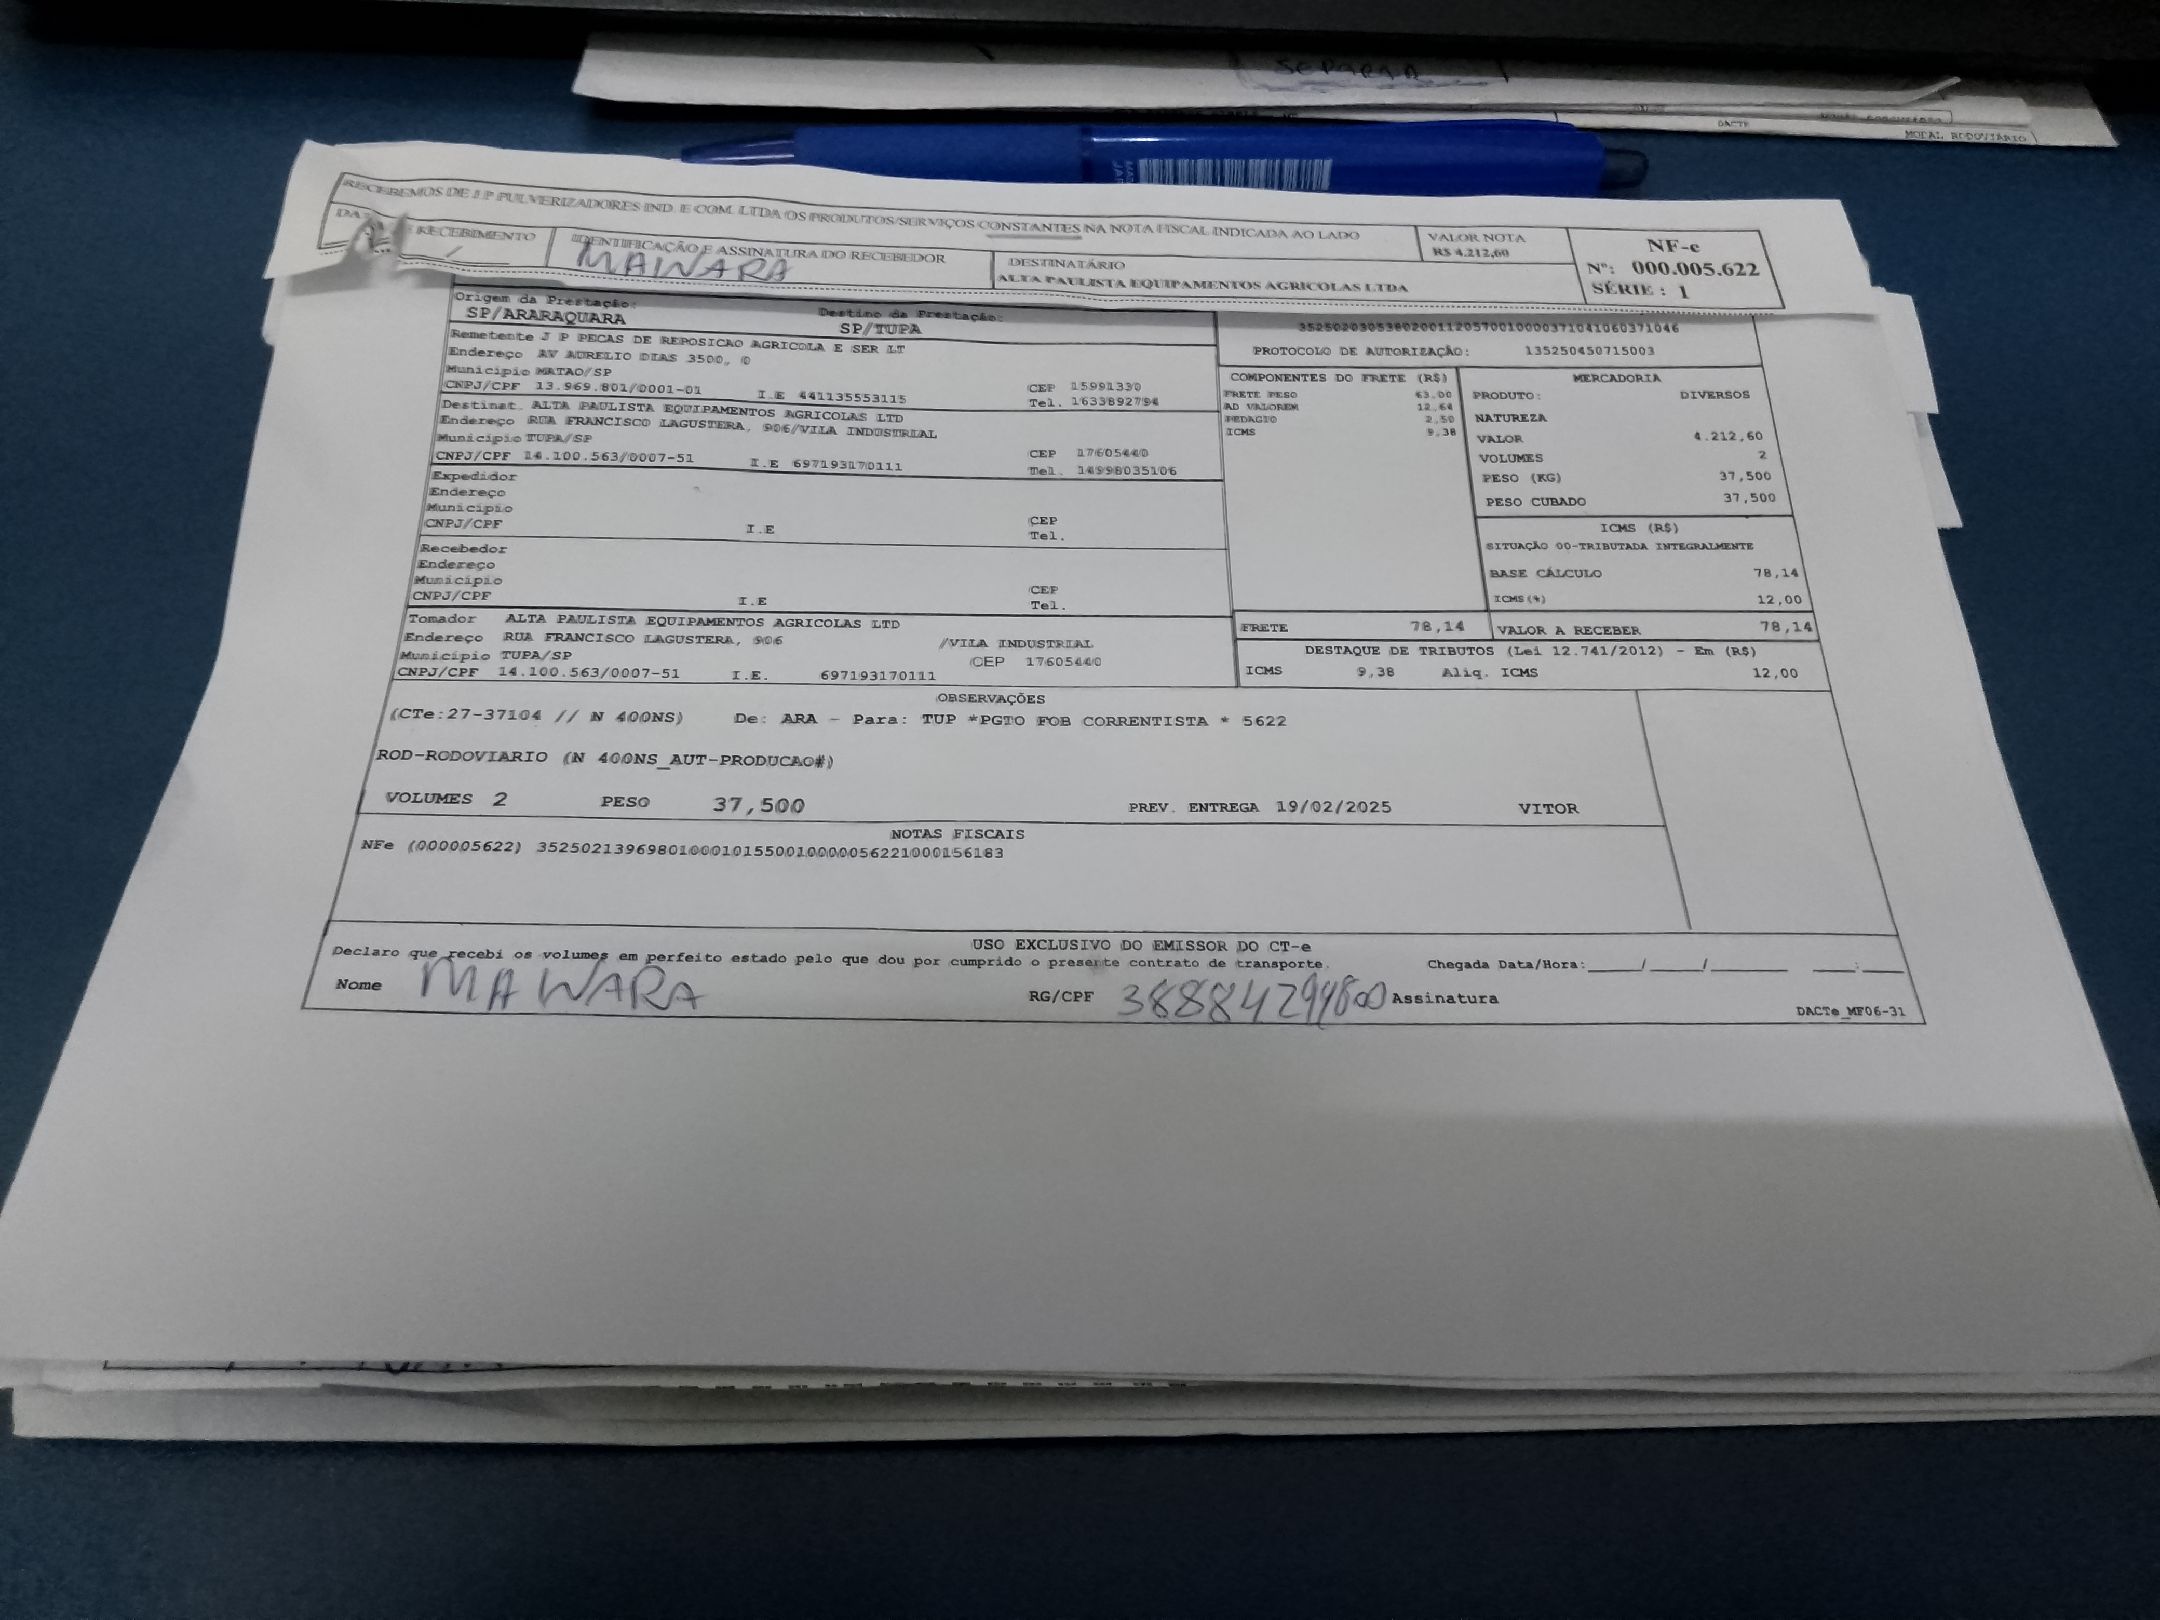 SEPARAR
DACTE
MODAL RODOVIÁRIO
RECEBEMOS DE J P PULVERIZADORES IND. E COM. LTDA OS PRODUTOS/SERVIÇOS CONSTANTES NA NOTA FISCAL INDICADA AO LADO
RECEBIMENTO
IDENTIFICAÇÃO E ASSINATURA DO RECEBEDOR
MAWARA
VALOR NOTA
R$ 4.212,60
DESTINATÁRIO
ALTA PAULISTA EQUIPAMENTOS AGRICOLAS LTDA
NF-e
Nº: 000.005.622
SÉRIE : 1
Origem da Prestação:
SP/ARARAQUARA
Destino da Prestação:
SP/TUPA
Remetente J P PECAS DE REPOSICAO AGRICOLA E SER LT
Endereço AV AURELIO DIAS 3500, 0
Município MATAO/SP
CNPJ/CPF 13.969.801/0001-01 I.E 441135553115
CEP 15991330
Tel. 1633892794
Destinat. ALTA PAULISTA EQUIPAMENTOS AGRICOLAS LTD
Endereço RUA FRANCISCO LAGUSTERA, 906/VILA INDUSTRIAL
Município TUPA/SP
CNPJ/CPF 14.100.563/0007-51 I.E 697193170111
CEP 17605440
Tel. 14998035106
Expedidor
Endereço
Município
CNPJ/CPF I.E
CEP
Tel.
Recebedor
Endereço
Município
CNPJ/CPF I.E
CEP
Tel.
Tomador ALTA PAULISTA EQUIPAMENTOS AGRICOLAS LTD
Endereço RUA FRANCISCO LAGUSTERA, 906 /VILA INDUSTRIAL
Município TUPA/SP CEP 17605440
CNPJ/CPF 14.100.563/0007-51 I.E. 697193170111
PROTOCOLO DE AUTORIZAÇÃO: 135250450715003
COMPONENTES DO FRETE (R$)
FRETE PESO 63,00
AD VALOREM 12,64
PEDAGIO 2,50
ICMS 9,38
MERCADORIA
PRODUTO: DIVERSOS
NATUREZA
VALOR 4.212,60
VOLUMES 2
PESO (KG) 37,500
PESO CUBADO 37,500
ICMS (R$)
SITUAÇÃO 00-TRIBUTADA INTEGRALMENTE
BASE CÁLCULO 78,14
ICMS(%) 12,00
FRETE 78,14 VALOR A RECEBER 78,14
DESTAQUE DE TRIBUTOS (Lei 12.741/2012) - Em (R$)
ICMS 9,38 Aliq. ICMS 12,00
OBSERVAÇÕES
(CTe:27-37104 // N 400NS) De: ARA - Para: TUP *PGTO FOB CORRENTISTA * 5622
ROD-RODOVIARIO (N 400NS_AUT-PRODUCAO#)
VOLUMES 2 PESO 37,500 PREV. ENTREGA 19/02/2025 VITOR
NOTAS FISCAIS
NFe (000005622) 35250213969801000101550010000056221000156183
USO EXCLUSIVO DO EMISSOR DO CT-e
Declaro que recebi os volumes em perfeito estado pelo que dou por cumprido o presente contrato de transporte. Chegada Data/Hora:____/____/______ ___:___
Nome MAWARA RG/CPF Assinatura
DACTe_MF06-31